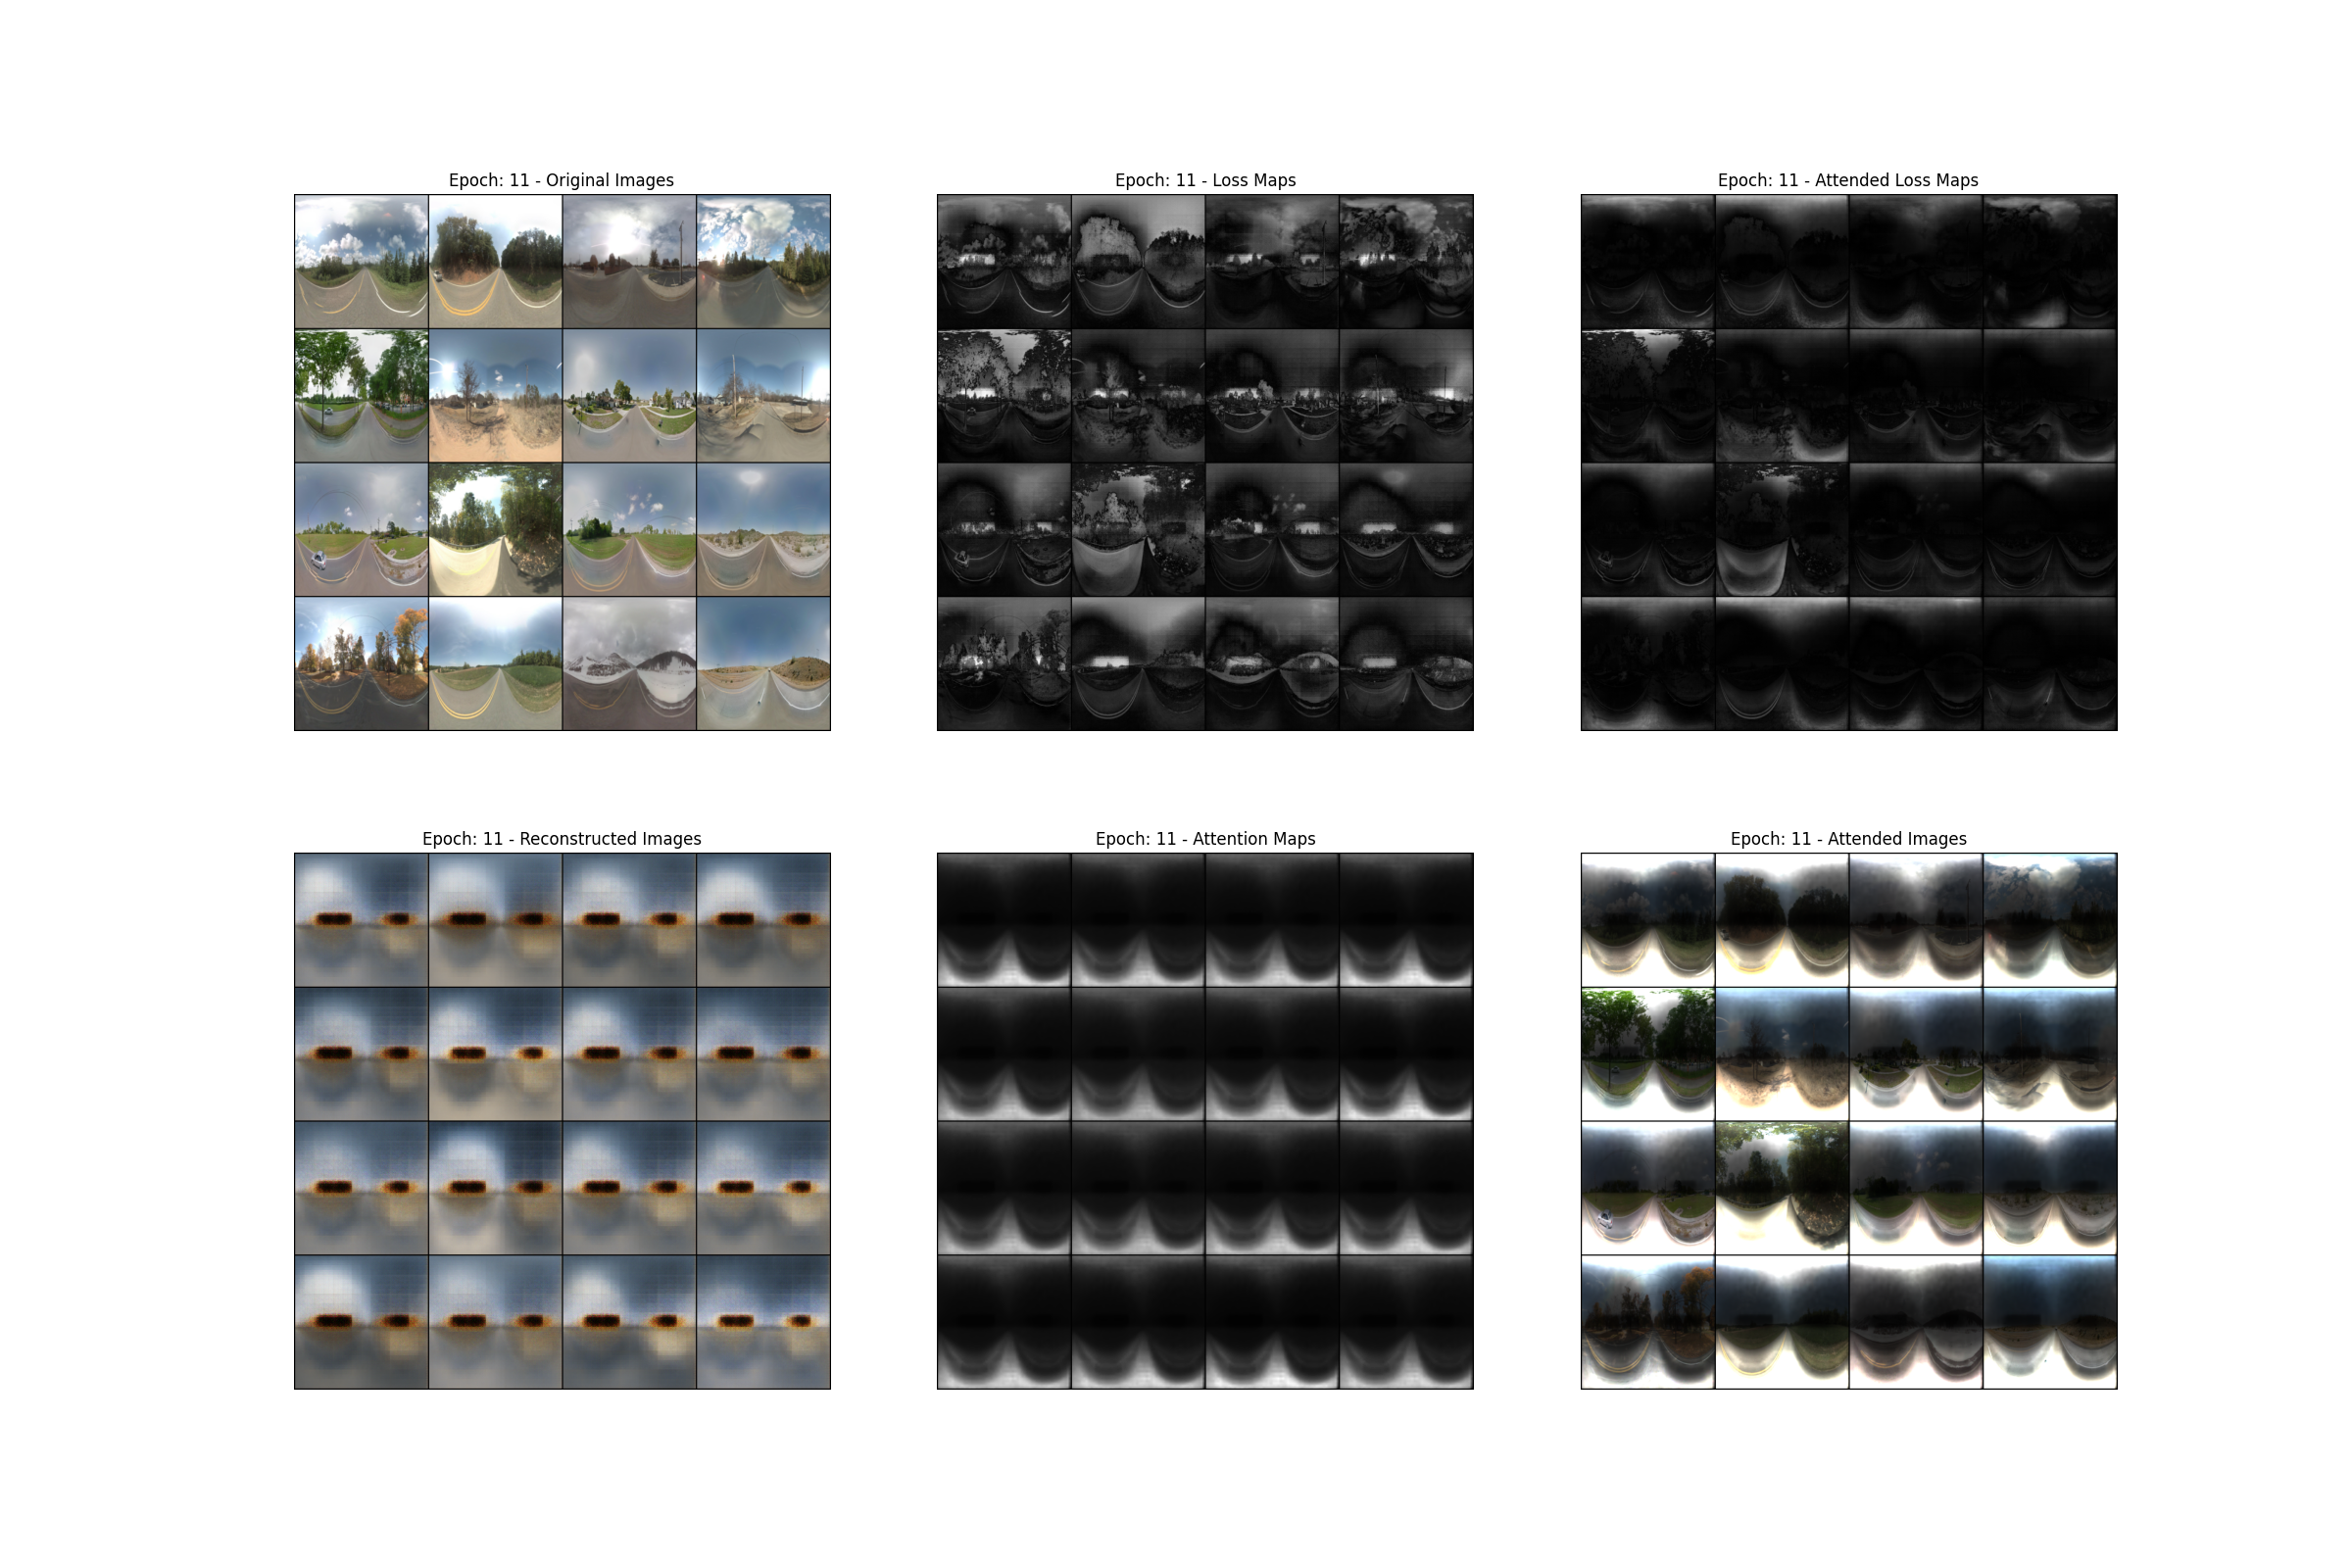 Epoch: 11 - Original Images
Epoch: 11 - Loss Maps
Epoch: 11 - Attended Loss Maps
Epoch: 11 - Reconstructed Images
Epoch: 11 - Attention Maps
Epoch: 11 - Attended Images